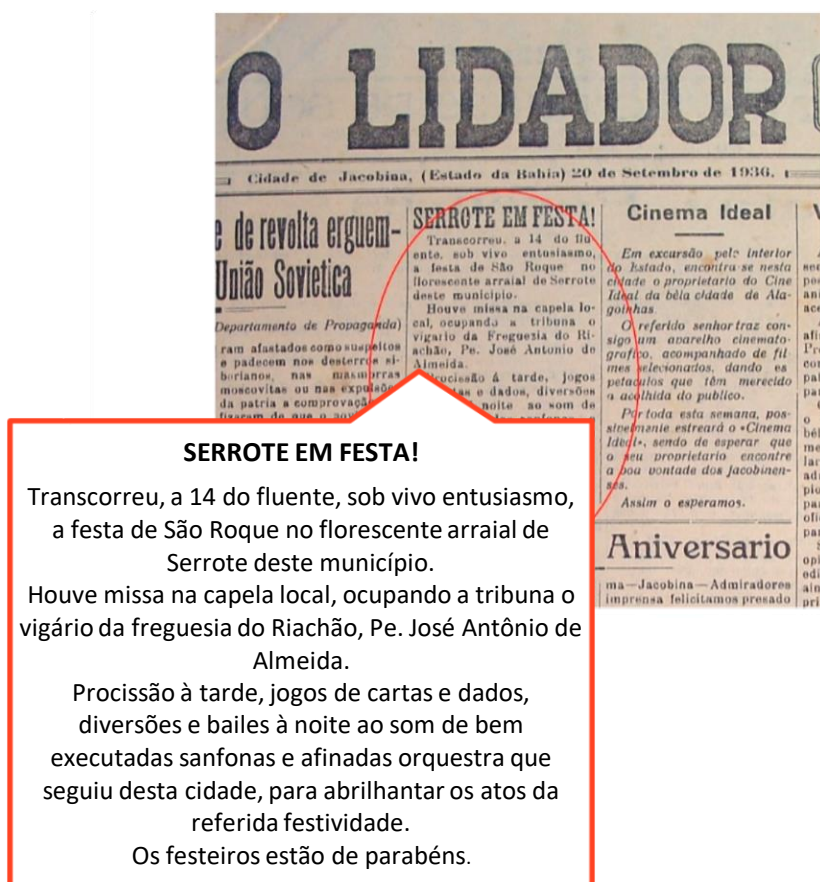 O LIDADOR
Cidade de Jacobina, (Estado da Bahia) 20 de Setembro de 1936.
e de revolta erguem-
União Sovietica
Departamento de Propaganda)
ram afastados como suspeitos
e padecem nos desterros si-
berianos, nas masmorras
moscovitas ou nas expulsões
da patria a comprovação
SERROTE EM FESTA!
Transcorreu, a 14 do flu
ente, sob vivo entusiasmo,
a festa de São Roque no
florescente arraial de Serrote
deste municipio.
Houve missa na capela lo-
cal, ocupando a tribuna o
vigario da Freguesia do Ri-
achão, Pe. José Antonio de
Almeida.
Procissão á tarde, jogos
e dados, diversões
noite ao som de
Cinema Ideal
Em excursão pelo interior
do Estado, encontra-se nesta
cidade o proprietario do Cine
Ideal da bêla cidade de Ala-
goinhas.
O referido senhor traz con-
sigo um aparelho cinemato-
grafico, acompanhado de fil-
mes selecionados, dando es
petaculos que têm merecido
a acolhida do publico.
Por toda esta semana, pos-
sivelmente estreará o «Cinema
Ideal», sendo de esperar que
o seu proprietario encontre
a boa vontade dos jacobinen-
ses.
Assim o esperamos.
Aniversario
ma—Jacobina—Admiradores
imprensa felicitamos presado
SERROTE EM FESTA!
Transcorreu, a 14 do fluente, sob vivo entusiasmo,
a festa de São Roque no florescente arraial de
Serrote deste município.
Houve missa na capela local, ocupando a tribuna o
vigário da freguesia do Riachão, Pe. José Antônio de
Almeida.
Procissão à tarde, jogos de cartas e dados,
diversões e bailes à noite ao som de bem
executadas sanfonas e afinadas orquestra que
seguiu desta cidade, para abrilhantar os atos da
referida festividade.
Os festeiros estão de parabéns.